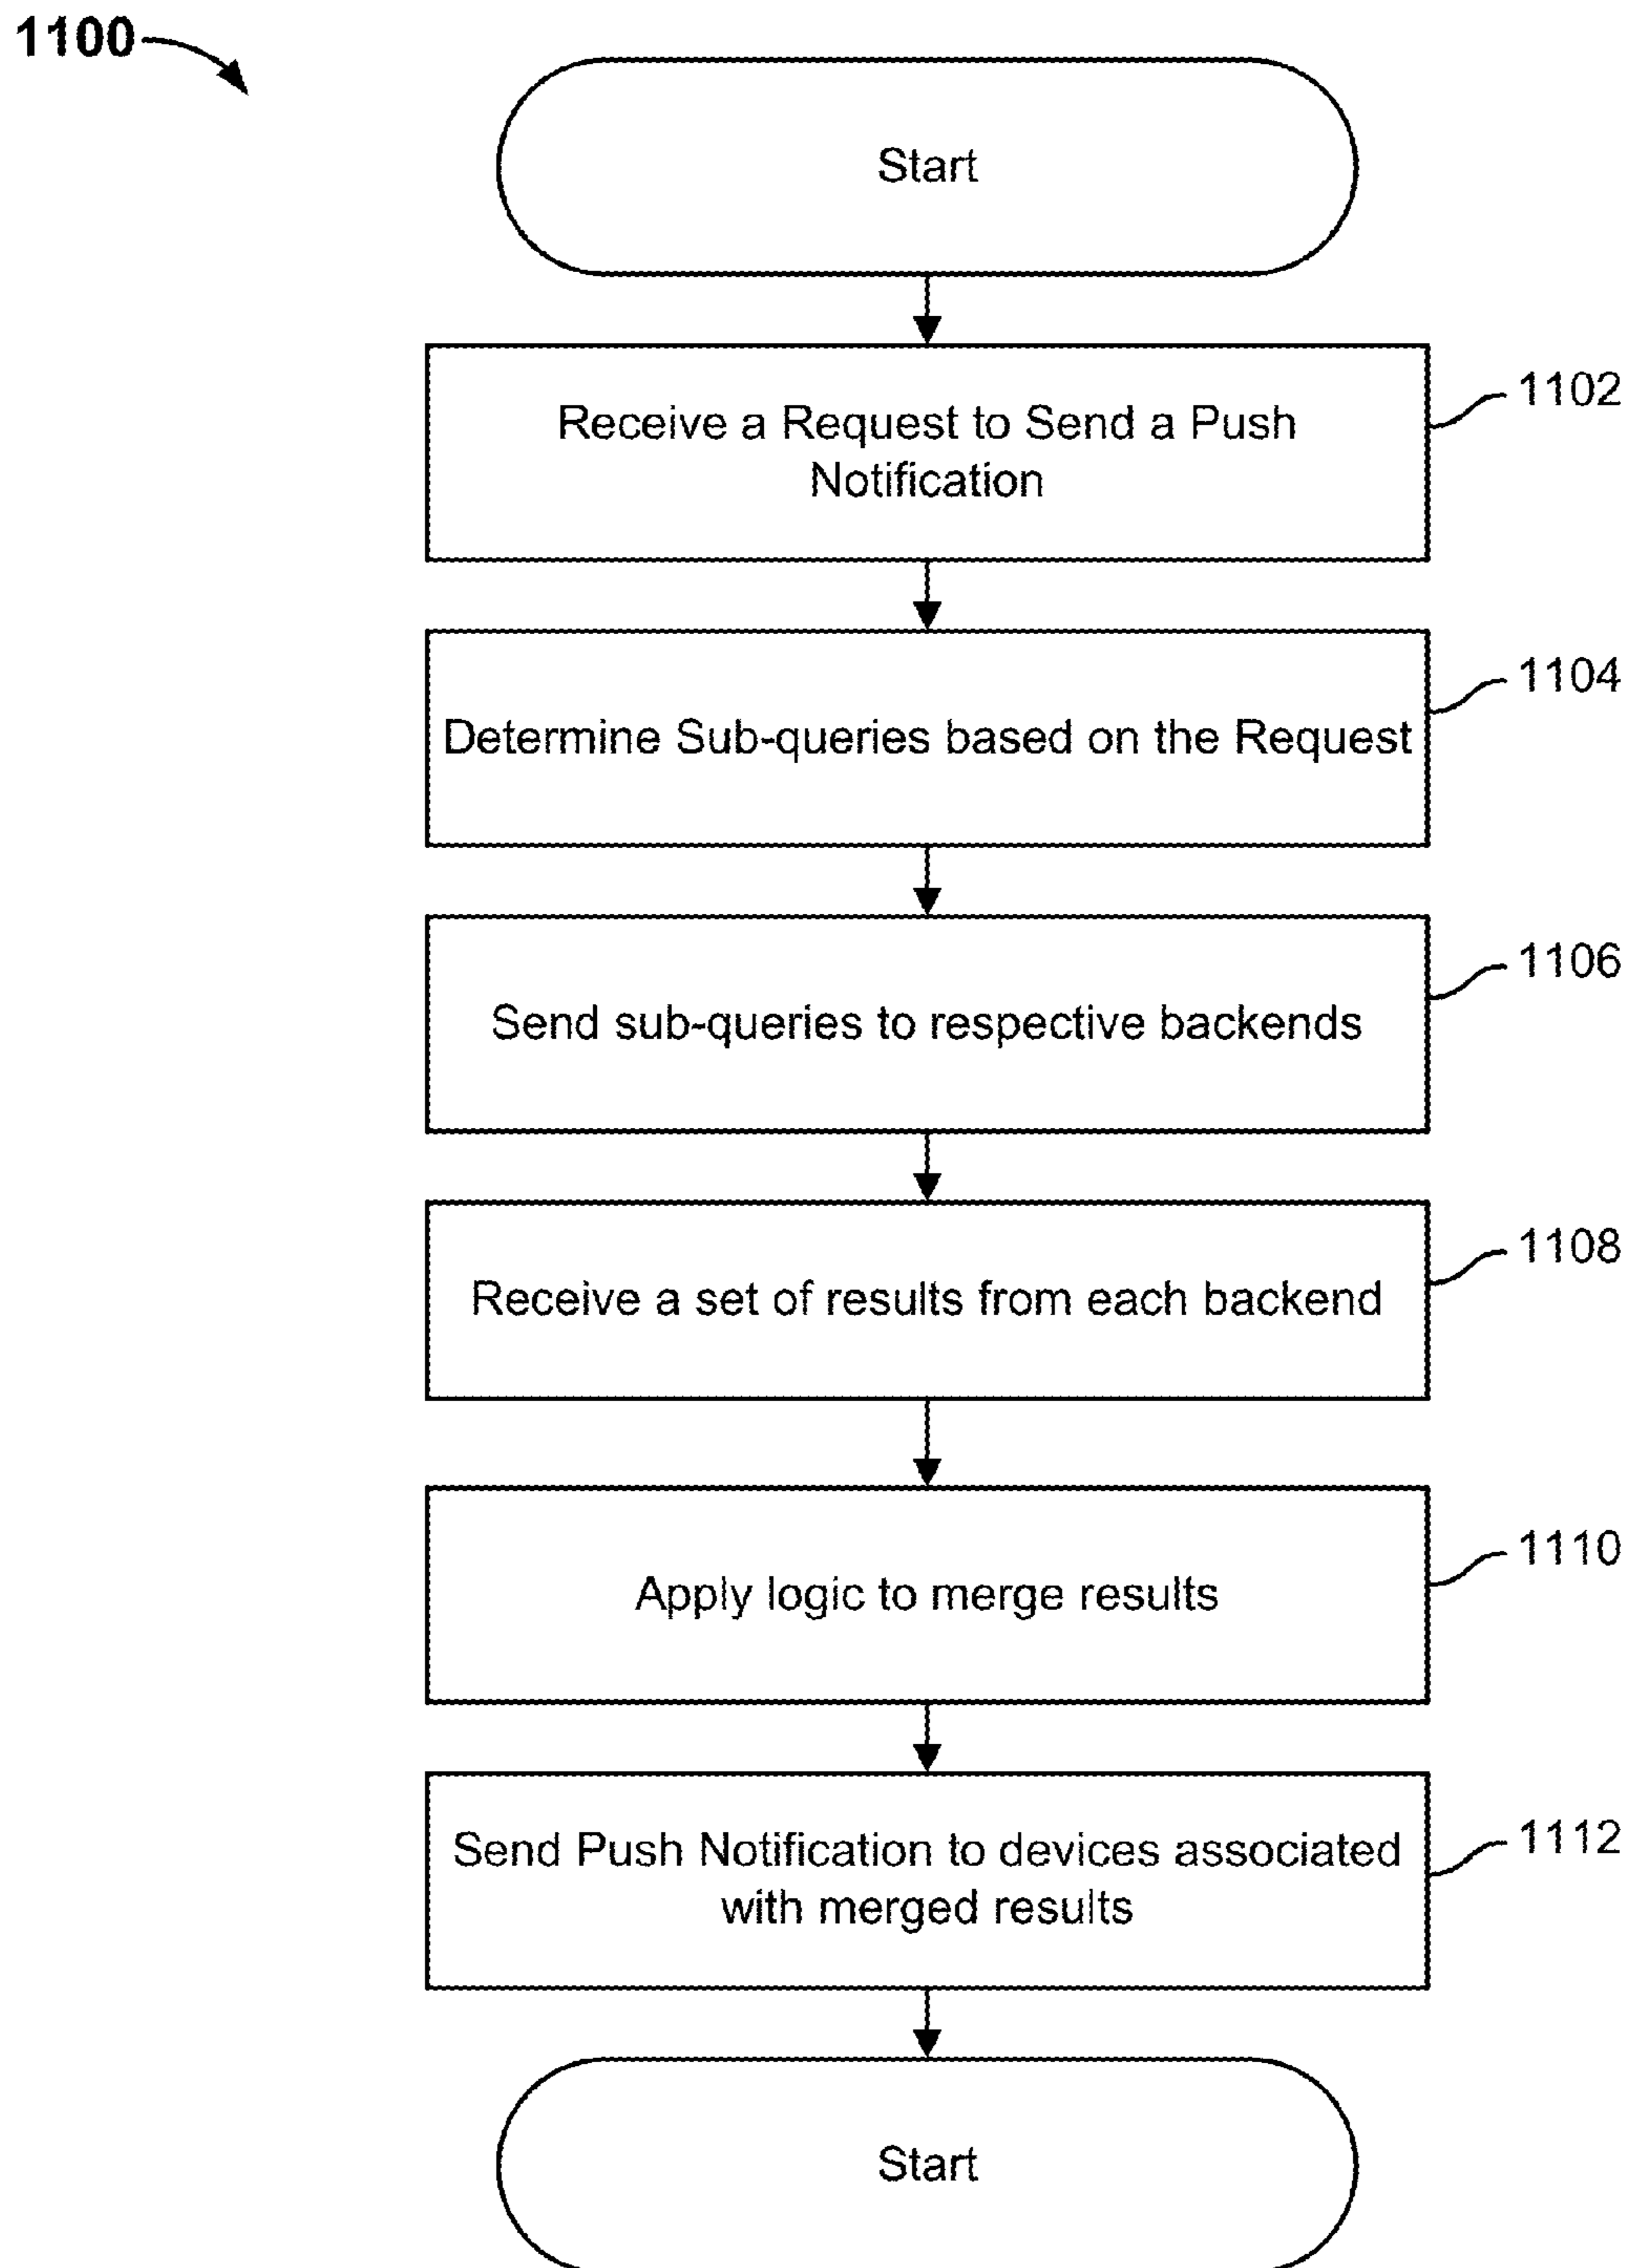 1100
Start
Receive a Request to Send a Push
Notification
1102
Determine Sub-queries based on the Request
1104
Send sub-queries to respective backends
1106
Receive a set of results from each backend
1108
Apply logic to merge results
1110
Send Push Notification to devices associated
with merged results
1112
Start